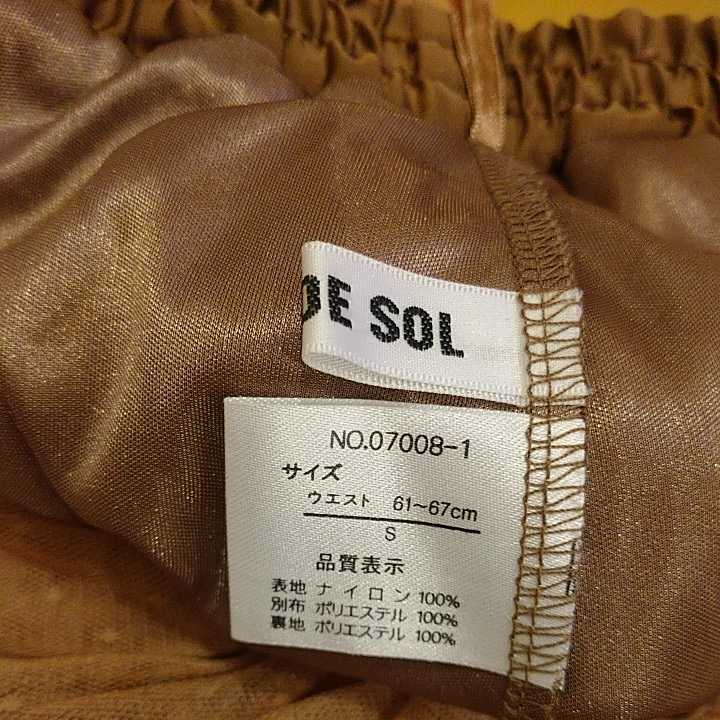 DE SOL
NO.07008-1
サイズ
ウエスト 61~67cm
S
品質表示
表地 ナイロン 100%
別布 ポリエステル 100%
裏地 ポリエステル 100%